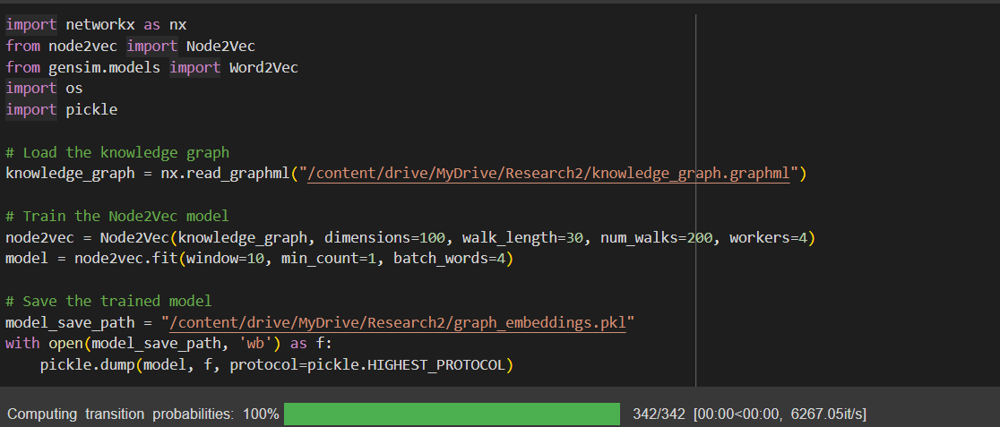 import networkx as nx
from node2vec import Node2Vec
from gensim.models import Word2Vec
import os
import pickle
# Load the knowledge graph
knowledge_graph = nx.read_graphml("/content/drive/MyDrive/Research2/knowledge_graph.graphml")
# Train the Node2Vec model
node2vec = Node2Vec(knowledge_graph, dimensions=100, walk_length=30, num_walks=200, workers=4)
model = node2vec.fit(window=10, min_count=1, batch_words=4)
# Save the trained model
model_save_path = "/content/drive/MyDrive/Research2/graph_embeddings.pkl"
with open(model_save_path, 'wb') as f:
    pickle.dump(model, f, protocol=pickle.HIGHEST_PROTOCOL)
Computing transition probabilities: 100% 342/342 [00:00<00:00, 6267.05it/s]